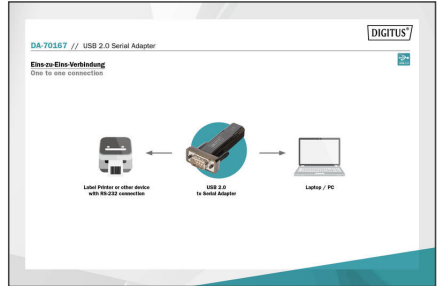 DIGITUS®
DA-70167 // USB 2.0 Serial Adapter
Eins-zu-Eins-Verbindung
One to one connection
Label Printer or other device
with RS-232 connection
USB 2.0
to Serial Adapter
Laptop / PC